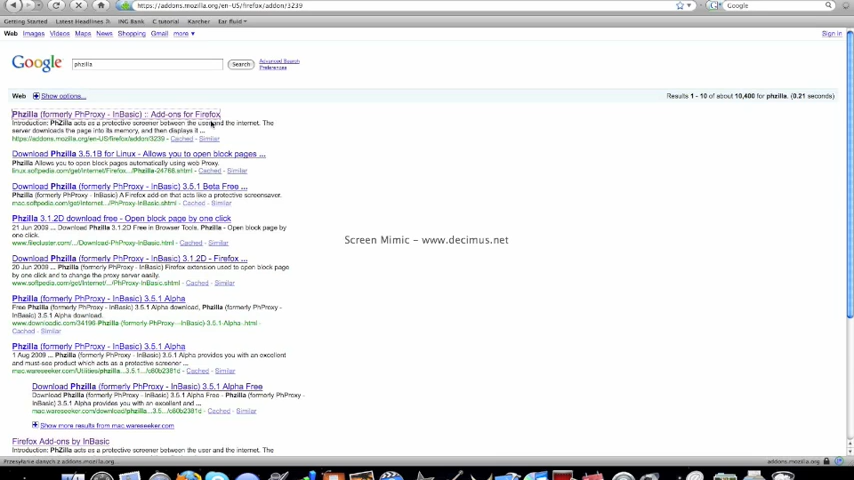 https://addons.mozilla.org/en-US/firefox/addon/3239
Google
Getting Started Latest Headlines ING Bank C tutorial Karcher Ear fluid
Web Images Videos Maps News Shopping Gmail more
Sign in
Google
phzilla
Search
Advanced Search
Preferences
Web Show options...
Results 1 - 10 of about 10,400 for phzilla. (0.21 seconds)
Phzilla (formerly PhProxy - InBasic) :: Add-ons for Firefox
Introduction: PhZilla acts as a protective screener between the user and the internet. The
server downloads the page into its memory, and then displays it ...
https://addons.mozilla.org/en-US/firefox/addon/3239 - Cached - Similar
Download Phzilla 3.5.1B for Linux - Allows you to open block pages ...
Phzilla Allows you to open block pages automatically using web Proxy.
linux.softpedia.com/get/Internet/Firefox.../Phzilla-24768.shtml - Cached - Similar
Download Phzilla (formerly PhProxy - InBasic) 3.5.1 Beta Free ...
Phzilla (formerly PhProxy - InBasic) A Firefox add-on that acts like a protective screensaver.
mac.softpedia.com/get/Internet.../Phzilla.shtml - Cached - Similar
Phzilla 3.1.2D download free - Open block page by one click
21 Jun 2009 ... Phzilla 3.1.2D Free in Browser Tools. Phzilla - Open block page by
one click.
www.filecluster.com/.../Download-PhProxy-InBasic.html - Cached - Similar
Download Phzilla (formerly PhProxy - InBasic) 3.1.2D - Firefox ...
20 Jun 2009 ... Phzilla (formerly PhProxy - InBasic) Firefox extension used to open block page
by one click and to change the proxy server easily.
www.softpedia.com/get/Internet/.../PhProxy-InBasic.shtml - Cached - Similar
Phzilla (formerly PhProxy - InBasic) 3.5.1 Alpha
Free Phzilla (formerly PhProxy - InBasic) 3.5.1 Alpha download, Phzilla (formerly PhProxy -
InBasic) 3.5.1 Alpha download.
www.downloadic.com/34196-Phzilla-(formerly-PhProxy---InBasic)-3.5.1-Alpha-.html -
Cached - Similar
Phzilla (formerly PhProxy - InBasic) 3.5.1 Alpha
1 Aug 2009 ... Phzilla (formerly PhProxy - InBasic) 3.5.1 Alpha provides you with an excellent
and must-see product which acts as a protective screener ...
mac.wareseeker.com/Utilities/phzilla...3.5.1.../c60b2381d - Cached - Similar
Download Phzilla (formerly PhProxy - InBasic) 3.5.1 Alpha Free
Download Phzilla (formerly PhProxy - InBasic) 3.5.1 Alpha Free - Phzilla (formerly PhProxy -
InBasic) 3.5.1 Alpha provides you with an excellent and ...
mac.wareseeker.com/download/phzilla...3.5.../c60b2381d - Cached - Similar
Show more results from mac.wareseeker.com
Firefox Add-ons by InBasic
Introduction: PhZilla acts as a protective screener between the user and the internet. The
Screen Mimic - www.decimus.net
Przesyłanie danych z addons.mozilla.org...
addons.mozilla.org